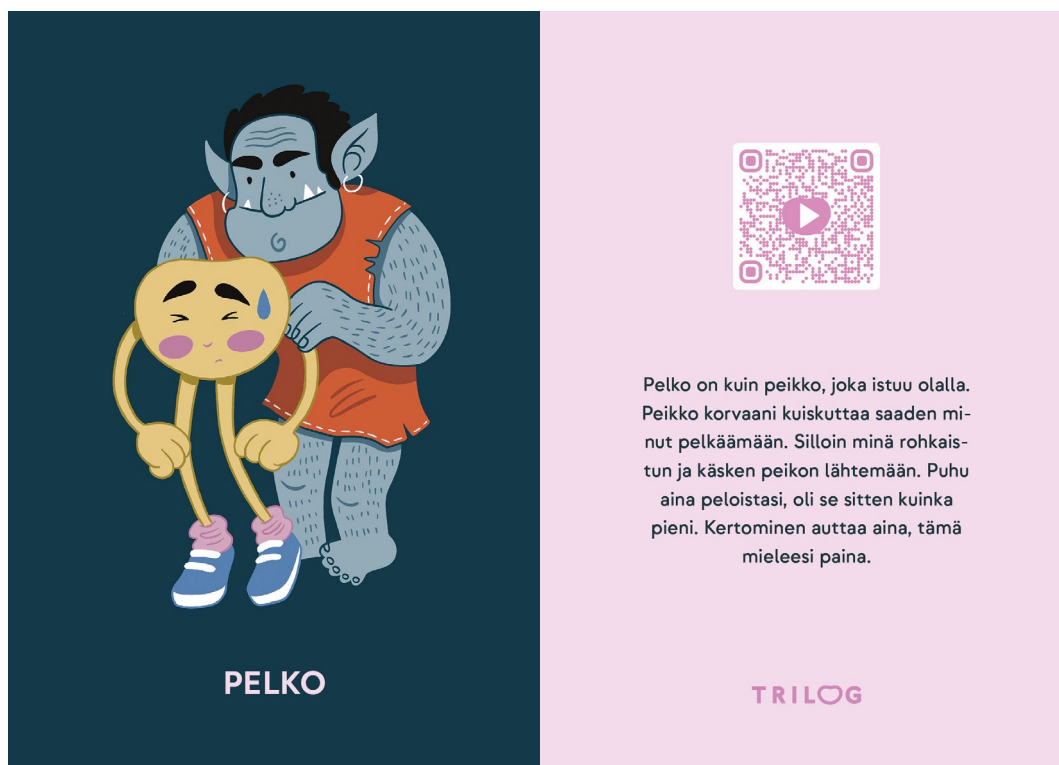 PELKO
Pelko on kuin peikko, joka istuu olalla.
Peikko korvaani kuiskuttaa saaden mi-
nut pelkäämään. Silloin minä rohkais-
tun ja käsken peikon lähtemään. Puhu
aina peloistasi, oli se sitten kuinka
pieni. Kertominen auttaa aina, tämä
mieleesi paina.
TRILOG